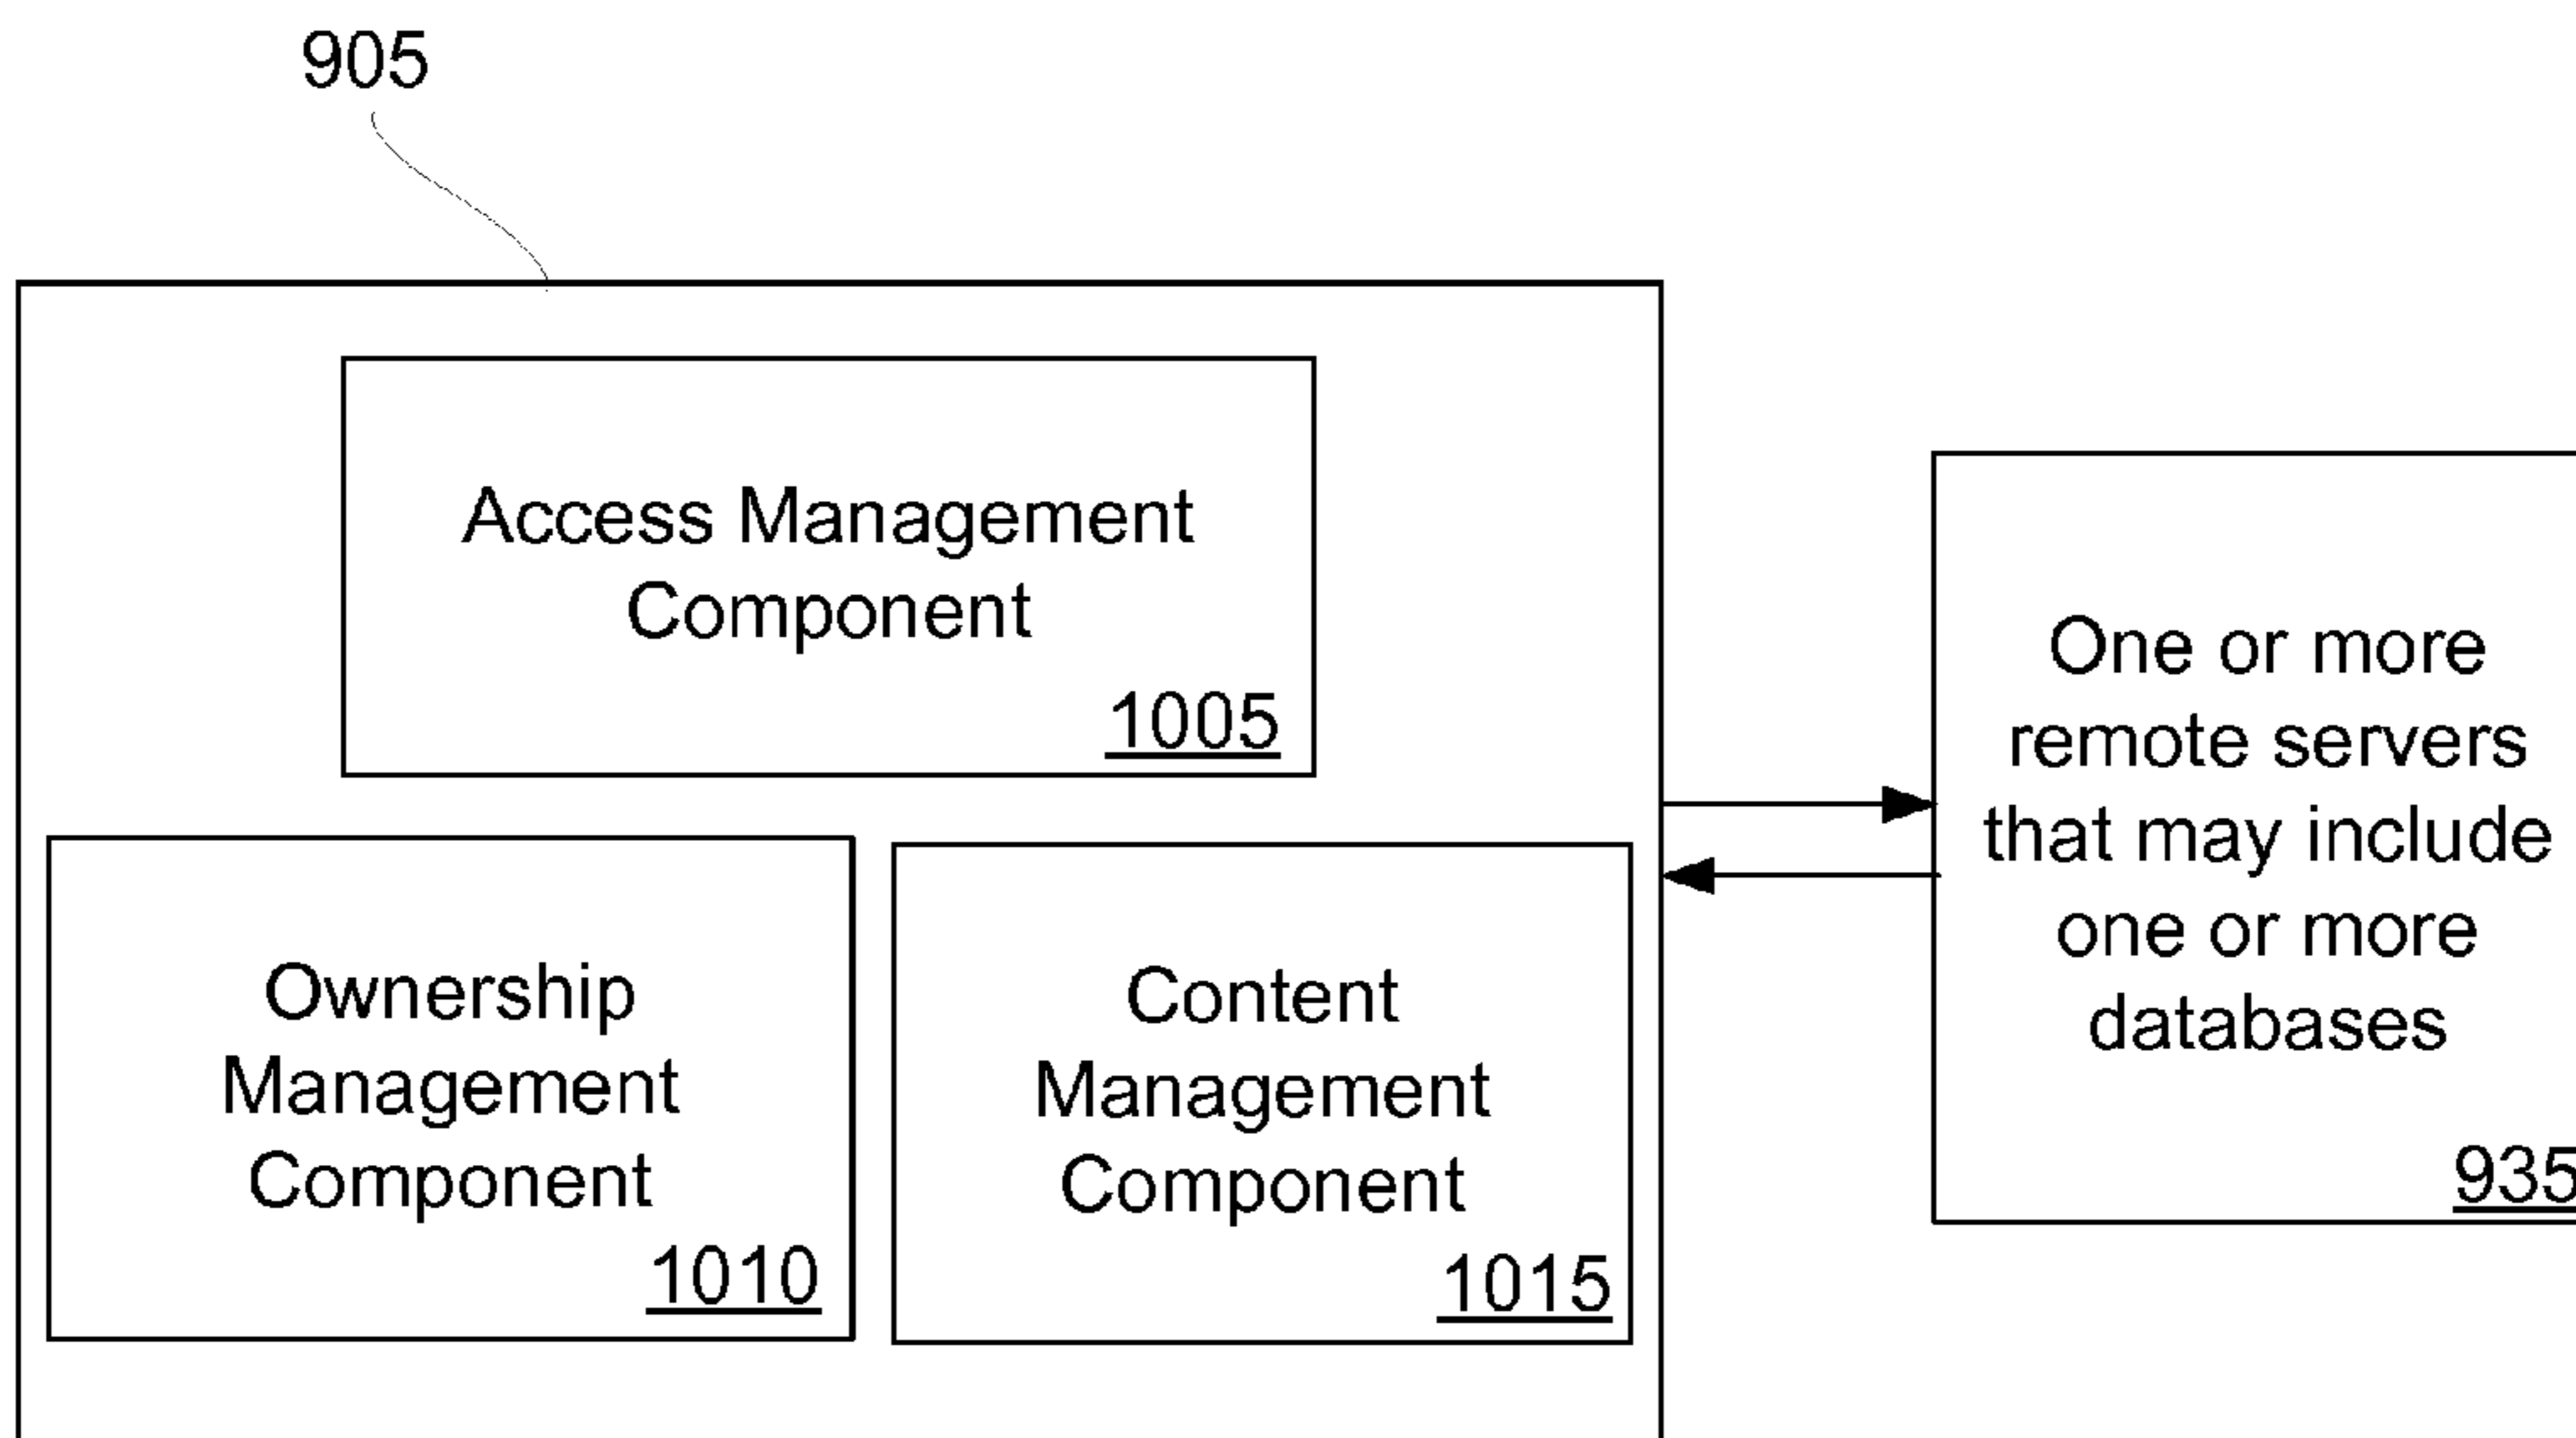 905
Access Management
Component
1005
Ownership
Management
Component
1010
Content
Management
Component
1015
One or more
remote servers
that may include
one or more
databases
935